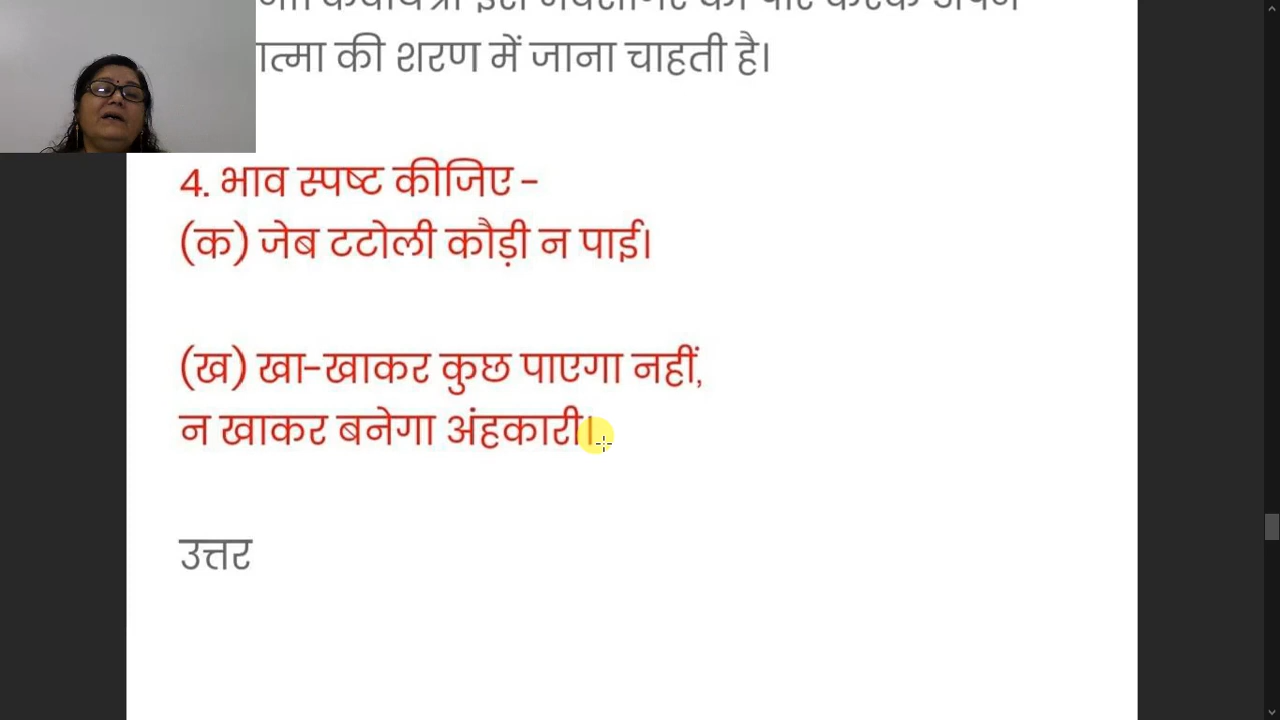 की शरण में जाना चाहती है।
4. भाव स्पष्ट कीजिए –
(क) जेब टटोली कौड़ी न पाई।
(ख) खा-खाकर कुछ पाएगा नहीं,
न खाकर बनेगा अंहकारी।
उत्तर